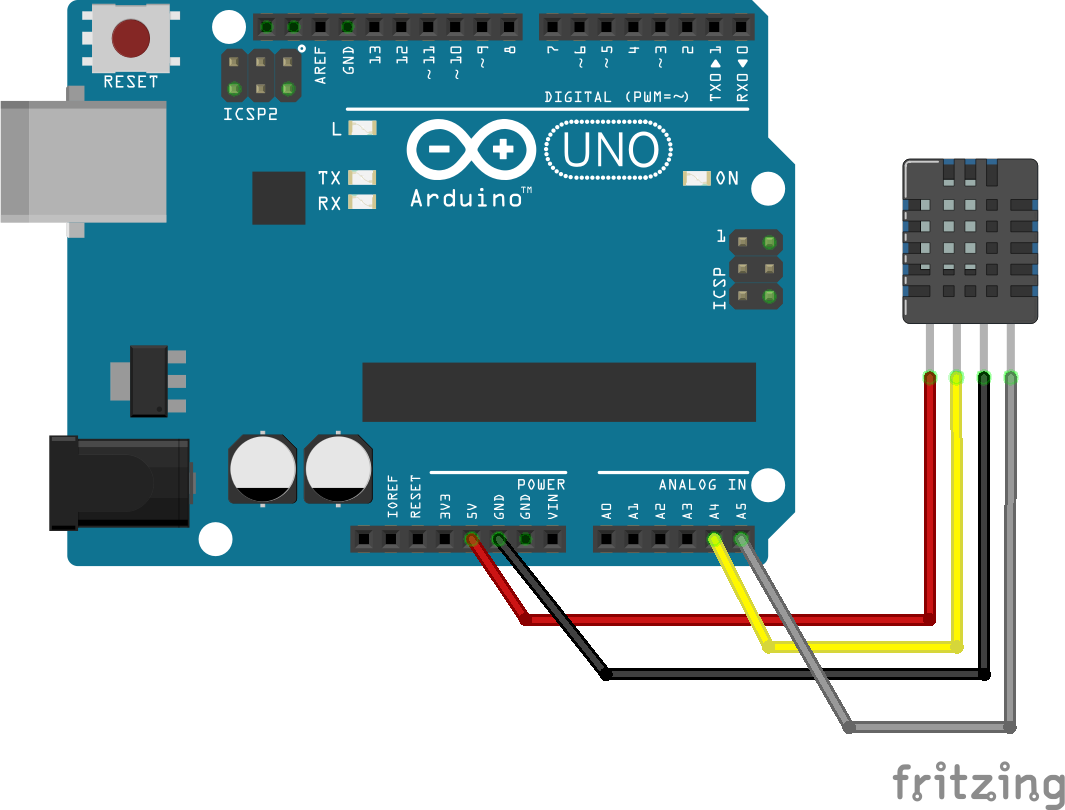 RESET
ICSP2
AREF
GND
13
12
~11
~10
~9
8
7
~6
~5
4
~3
2
TX0▶1
RX0◀0
DIGITAL (PWM=~)
L
TX
RX
Arduino™
UNO
ON
1
ICSP
IOREF
RESET
3V3
5V
GND
GND
VIN
POWER
A0
A1
A2
A3
A4
A5
ANALOG IN
fritzing